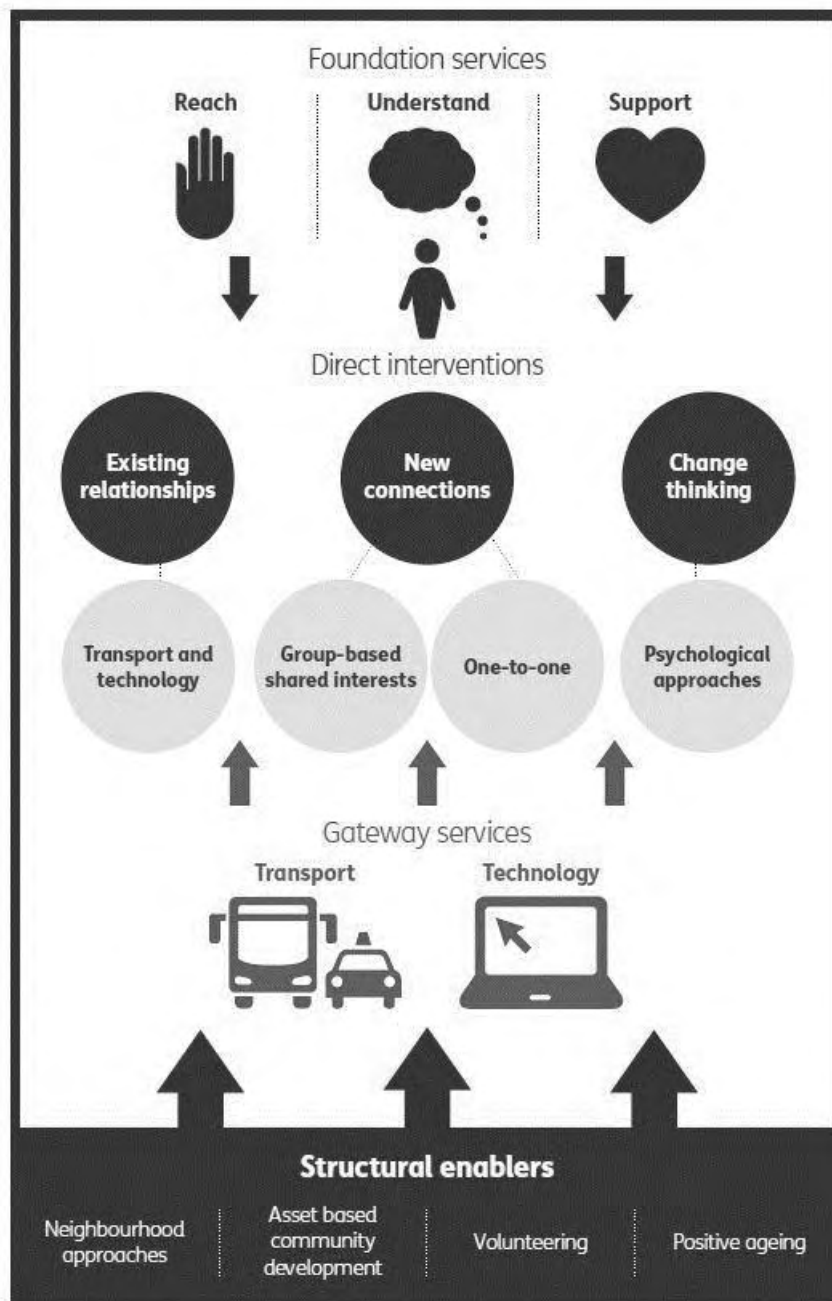 Foundation services
Reach
Understand
Support
Direct interventions
Existing
relationships
New
connections
Change
thinking
Transport and
technology
Group-based
shared interests
One-to-one
Psychological
approaches
Gateway services
Transport
Technology
Structural enablers
Neighbourhood
approaches
Asset based
community
development
Volunteering
Positive ageing